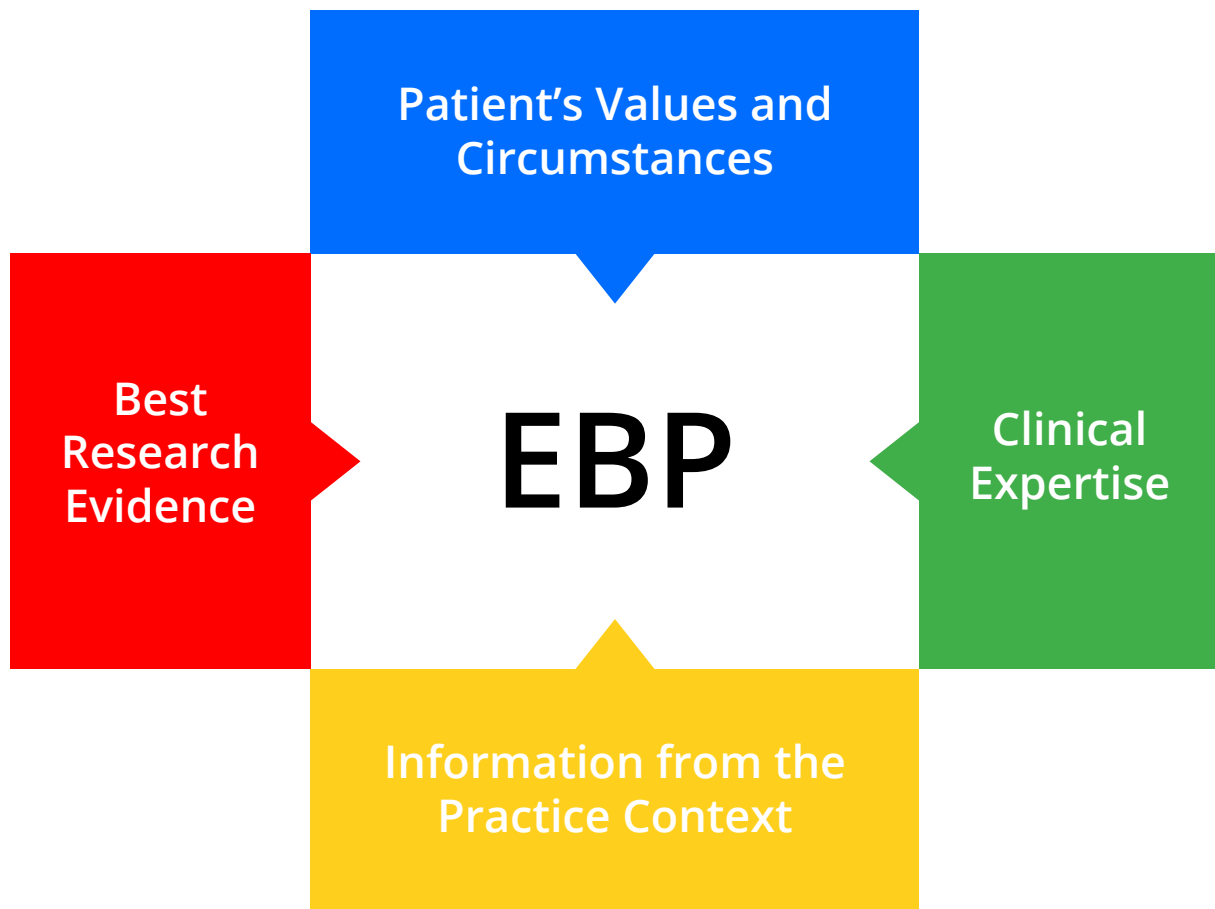 Patient’s Values and
Circumstances
Best
Research
Evidence
EBP
Clinical
Expertise
Information from the
Practice Context